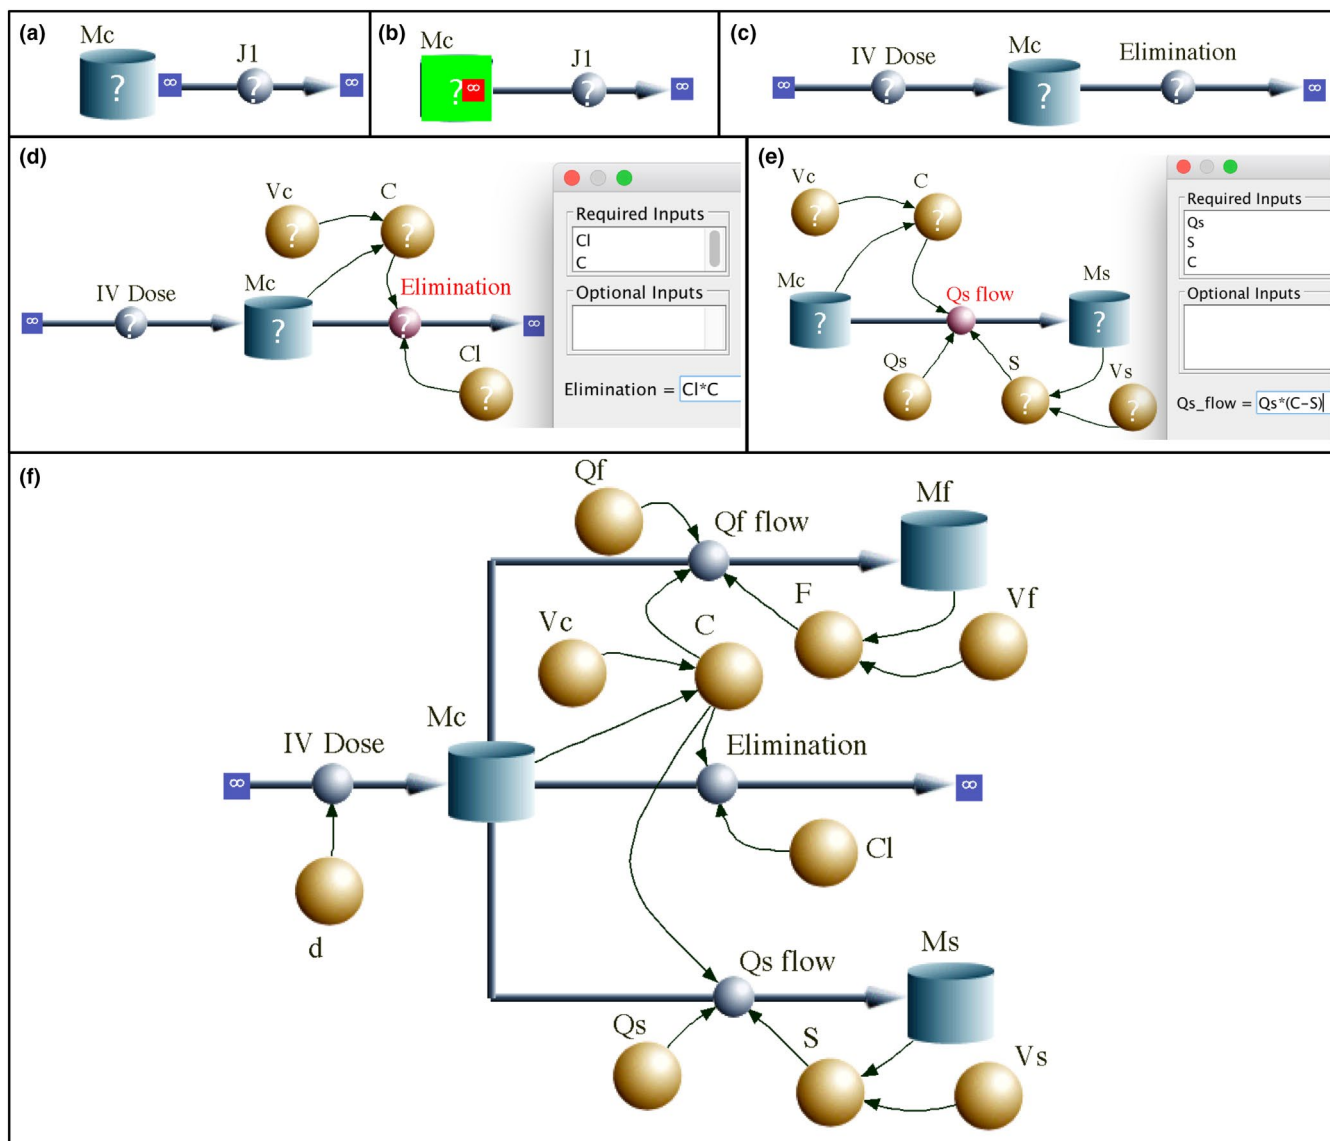 (a)
Mc
J1
?
∞
?
∞
(b)
Mc
J1
?
∞
?
∞
(c)
IV Dose
Mc
Elimination
∞
?
?
?
∞
(d)
Vc
C
?
?
IV Dose
Mc
Elimination
∞
?
?
?
∞
Cl
?
Required Inputs
Cl
C
Optional Inputs
Elimination = Cl*C
(e)
Vc
C
?
?
Mc
Qs flow
Ms
?
?
Qs
S
Vs
?
?
?
Required Inputs
Qs
S
C
Optional Inputs
Qs_flow = Qs*(C-S)
(f)
Qf
Qf flow
Mf
Vc
C
F
Vf
IV Dose
Mc
Elimination
∞
∞
d
Cl
Qs flow
Ms
Qs
S
Vs